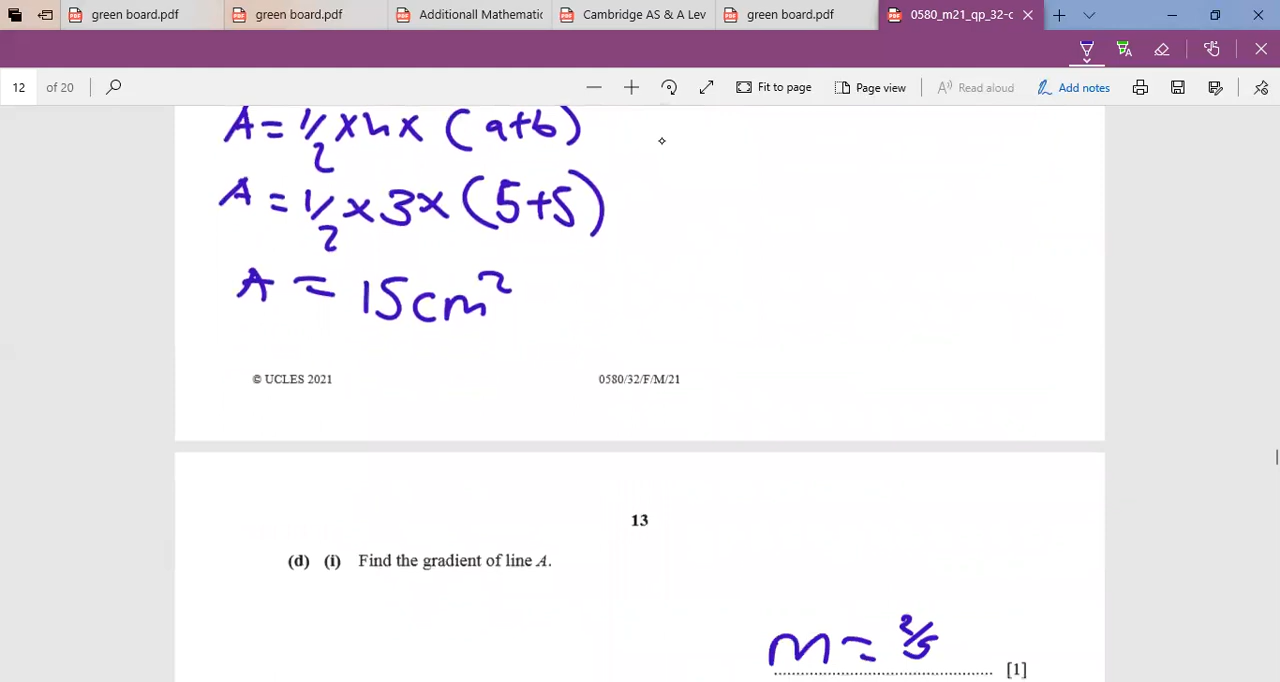 green board.pdf green board.pdf Additionall Mathematic Cambridge AS & A Lev green board.pdf 0580_m21_qp_32-c
12 of 20 Fit to page Page view Read aloud Add notes
A = 1/2 × h × (a+b)
A = 1/2 × 3 × (5+5)
A = 15cm²
© UCLES 2021 0580/32/F/M/21
13
(d) (i) Find the gradient of line A.
m = 2/5
[1]